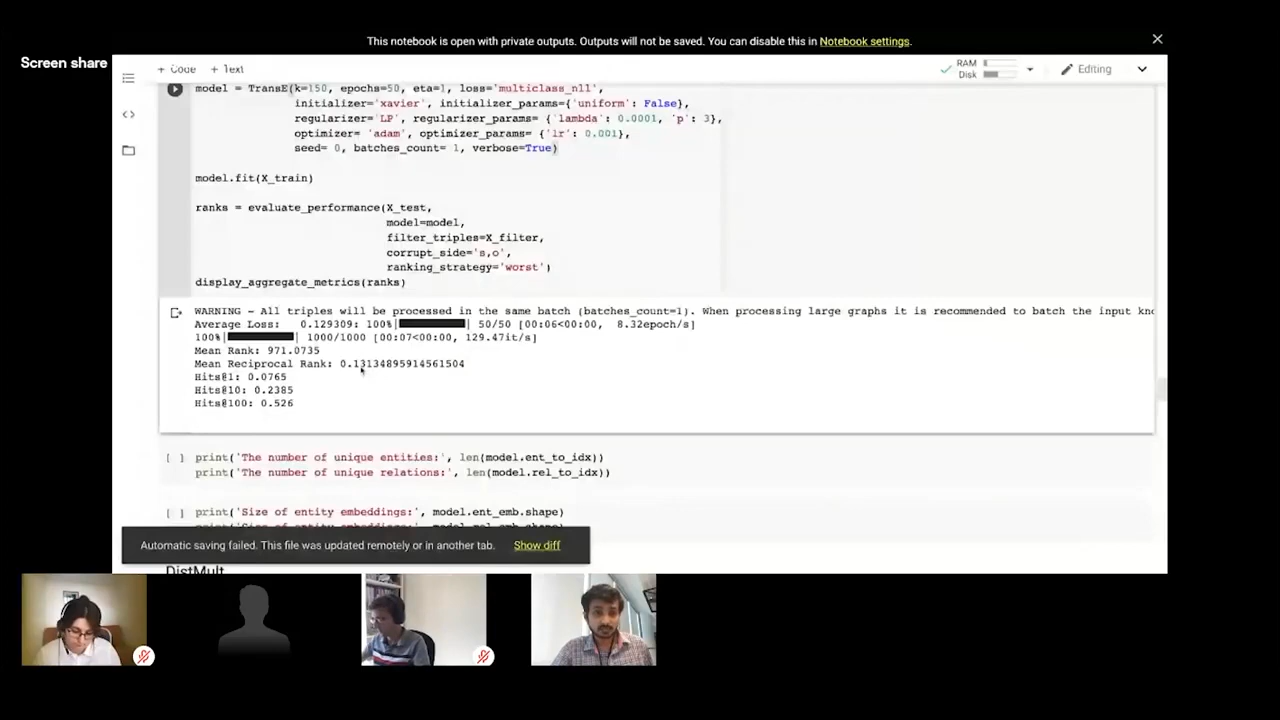 This notebook is open with private outputs. Outputs will not be saved. You can disable this in Notebook settings.
Screen share
+ Code + Text
RAM
Disk
Editing
model = TransE(k=150, epochs=50, eta=1, loss='multiclass_nll',
initializer='xavier', initializer_params={'uniform': False},
regularizer='LP', regularizer_params= {'lambda': 0.0001, 'p': 3},
optimizer= 'adam', optimizer_params= {'lr': 0.001},
seed= 0, batches_count= 1, verbose=True)
model.fit(X_train)
ranks = evaluate_performance(X_test,
model=model,
filter_triples=X_filter,
corrupt_side='s,o',
ranking_strategy='worst')
display_aggregate_metrics(ranks)
WARNING - All triples will be processed in the same batch (batches_count=1). When processing large graphs it is recommended to batch the input kno
Average Loss: 0.129309: 100%| | 50/50 [00:06<00:00, 8.32epoch/s]
100%| | 1000/1000 [00:07<00:00, 129.47it/s]
Mean Rank: 971.0735
Mean Reciprocal Rank: 0.13134895914561504
Hits@1: 0.0765
Hits@10: 0.2385
Hits@100: 0.526
[ ] print('The number of unique entities:', len(model.ent_to_idx))
print('The number of unique relations:', len(model.rel_to_idx))
[ ] print('Size of entity embeddings:', model.ent_emb.shape)
Automatic saving failed. This file was updated remotely or in another tab. Show diff
DistMult